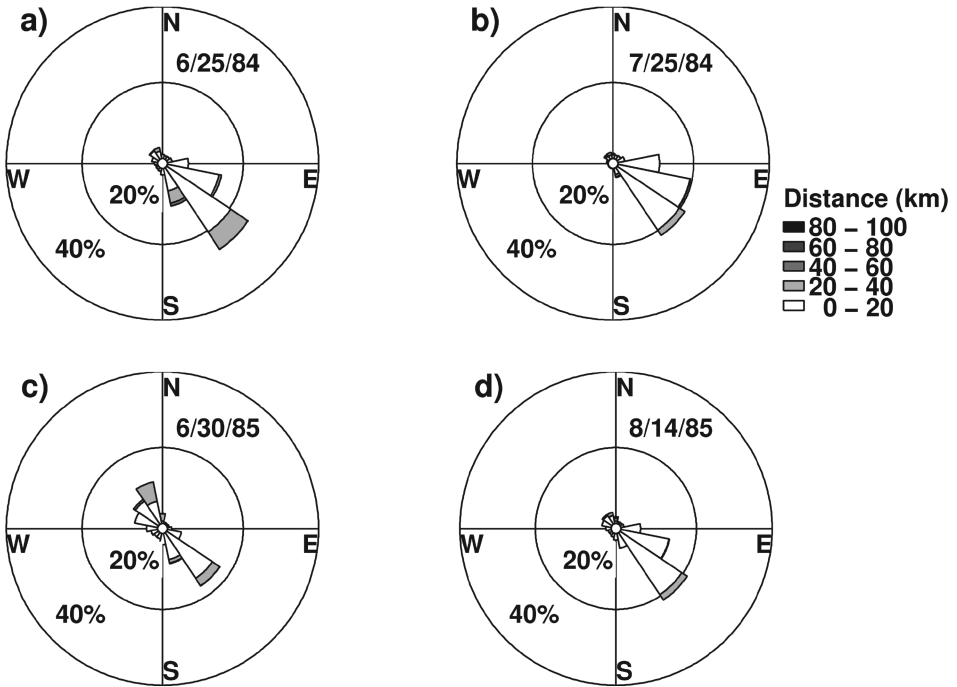 a)
N
6/25/84
W
E
20%
40%
S
b)
N
7/25/84
W
E
20%
40%
S
Distance (km)
80 – 100
60 – 80
40 – 60
20 – 40
0 – 20
c)
N
6/30/85
W
E
20%
40%
S
d)
N
8/14/85
W
E
20%
40%
S